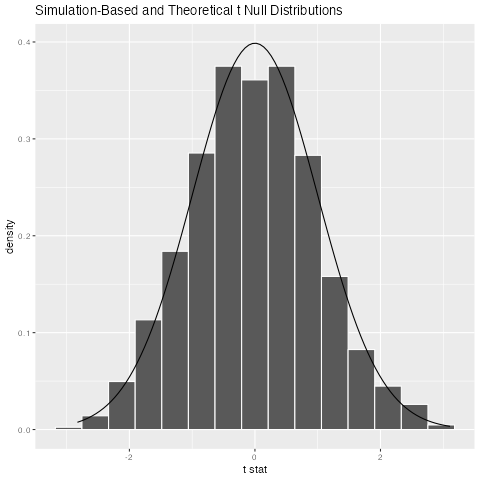 Simulation-Based and Theoretical t Null Distributions
0.4
0.3
density
0.2
0.1
0.0
-2
0
2
t stat